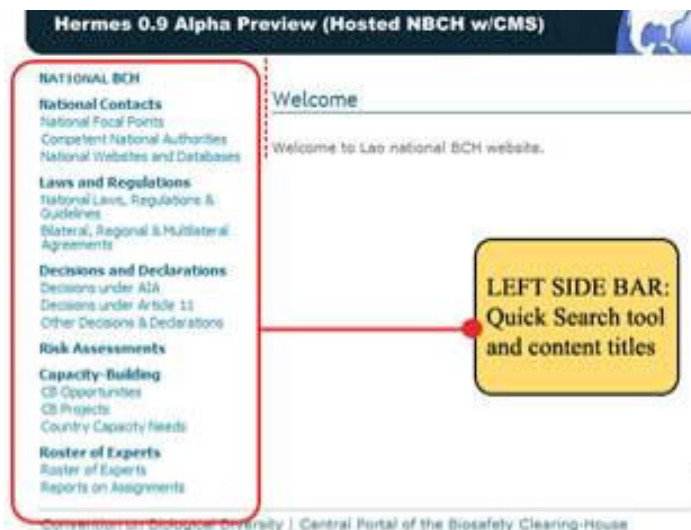 Hermes 0.9 Alpha Preview (Hosted NBCH w/CMS)
NATIONAL BCH
National Contacts
National Focal Points
Competent National Authorities
National Websites and Databases
Laws and Regulations
National Laws, Regulations &
Guidelines
Bilateral, Regional & Multilateral
Agreements
Decisions and Declarations
Decisions under AIA
Decisions under Article 11
Other Decisions & Declarations
Risk Assessments
Capacity-Building
CB Opportunities
CB Projects
Country Capacity Needs
Roster of Experts
Roster of Experts
Reports on Assignments
Welcome
Welcome to Lao national BCH website.
LEFT SIDE BAR:
Quick Search tool
and content titles
Convention on Biological Diversity | Central Portal of the Biosafety Clearing-House